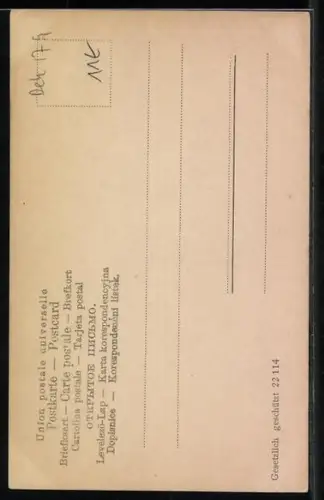 Union postale universelle
Postkarte — Postcard
Briefkaart — Carte postale — Brefkort
Cartolina postale — Tarjeta postal
ОТКРЫТОЕ ПИСЬМО.
Levelező-Lap — Karta korespondencyjna
Dopisnice — Korespondenční lístek.
11€
Gesetzlich geschützt 22 114